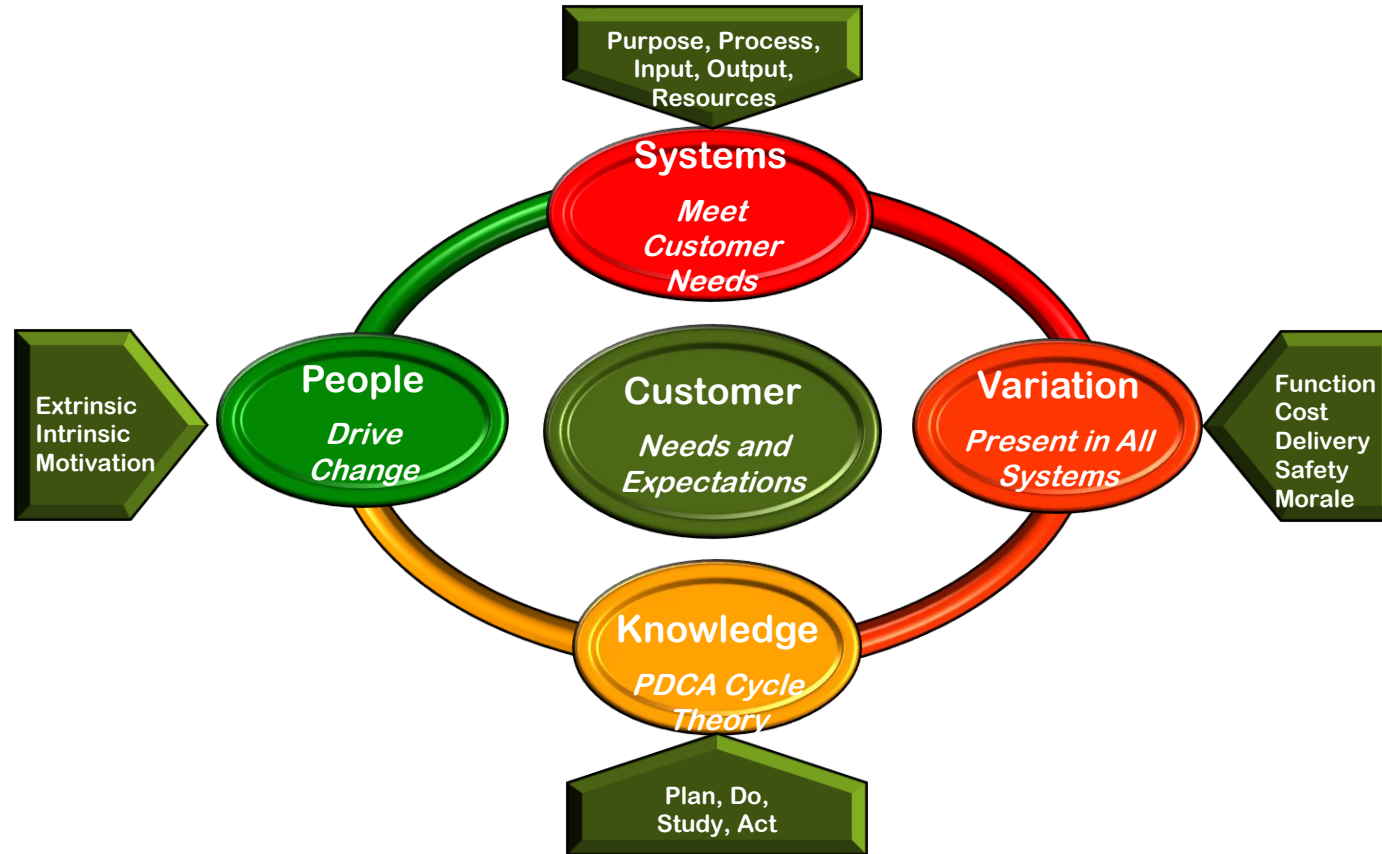 Purpose, Process,
Input, Output,
Resources
Systems
Meet
Customer
Needs
People
Drive
Change
Extrinsic
Intrinsic
Motivation
Customer
Needs and
Expectations
Variation
Present in All
Systems
Function
Cost
Delivery
Safety
Morale
Knowledge
PDCA Cycle
Theory
Plan, Do,
Study, Act